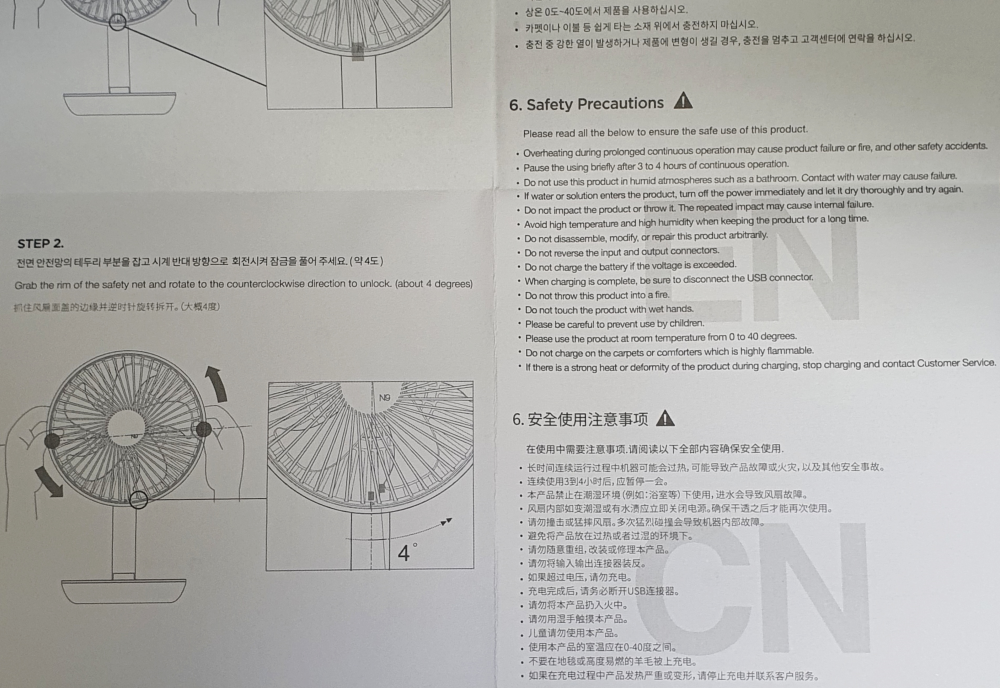 STEP 2.
전면 안전망의 테두리 부분을 잡고 시계 반대 방향으로 회전시켜 잠금을 풀어 주세요. ( 약 4도 )
Grab the rim of the safety net and rotate to the counterclockwise direction to unlock. (about 4 degrees)
抓住风扇面盖的边缘并逆时针旋转拆开。(大概4度)
N9
N9
4°
• 상온 0도~40도에서 제품을 사용하십시오.
• 카펫이나 이불 등 쉽게 타는 소재 위에서 충전하지 마십시오.
• 충전 중 강한 열이 발생하거나 제품에 변형이 생길 경우, 충전을 멈추고 고객센터에 연락을 하십시오.
6. Safety Precautions
Please read all the below to ensure the safe use of this product.
• Overheating during prolonged continuous operation may cause product failure or fire, and other safety accidents.
• Pause the using briefly after 3 to 4 hours of continuous operation.
• Do not use this product in humid atmospheres such as a bathroom. Contact with water may cause failure.
• If water or solution enters the product, turn off the power immediately and let it dry thoroughly and try again.
• Do not impact the product or throw it. The repeated impact may cause internal failure.
• Avoid high temperature and high humidity when keeping the product for a long time.
• Do not disassemble, modify, or repair this product arbitrarily.
• Do not reverse the input and output connectors.
• Do not charge the battery if the voltage is exceeded.
• When charging is complete, be sure to disconnect the USB connector.
• Do not throw this product into a fire.
• Do not touch the product with wet hands.
• Please be careful to prevent use by children.
• Please use the product at room temperature from 0 to 40 degrees.
• Do not charge on the carpets or comforters which is highly flammable.
• If there is a strong heat or deformity of the product during charging, stop charging and contact Customer Service.
EN
6. 安全使用注意事项
在使用中需要注意事项.请阅读以下全部内容确保安全使用.
• 长时间连续运行过程中机器可能会过热,可能导致产品故障或火灾,以及其他安全事故。
• 连续使用3到4小时后,应暂停一会。
• 本产品禁止在潮湿环境 (例如:浴室等) 下使用,进水会导致风扇故障。
• 风扇内部如变潮湿或有水渍应立即关闭电源。确保干透之后才能再次使用。
• 请勿撞击或猛摔风扇。多次猛烈碰撞会导致机器内部故障。
• 避免将产品放在过热或者过湿的环境下。
• 请勿随意重组,改装或修理本产品。
• 请勿将输入输出连接器装反。
• 如果超过电压,请勿充电。
• 充电完成后,请务必断开USB连接器。
• 请勿将本产品扔入火中。
• 请勿用湿手触摸本产品。
• 儿童请勿使用本产品。
• 使用本产品的室温应在0-40度之间。
• 不要在地毯或高度易燃的羊毛被上充电。
• 如果在充电过程中产品发热严重或变形,请停止充电并联系客户服务。
CN